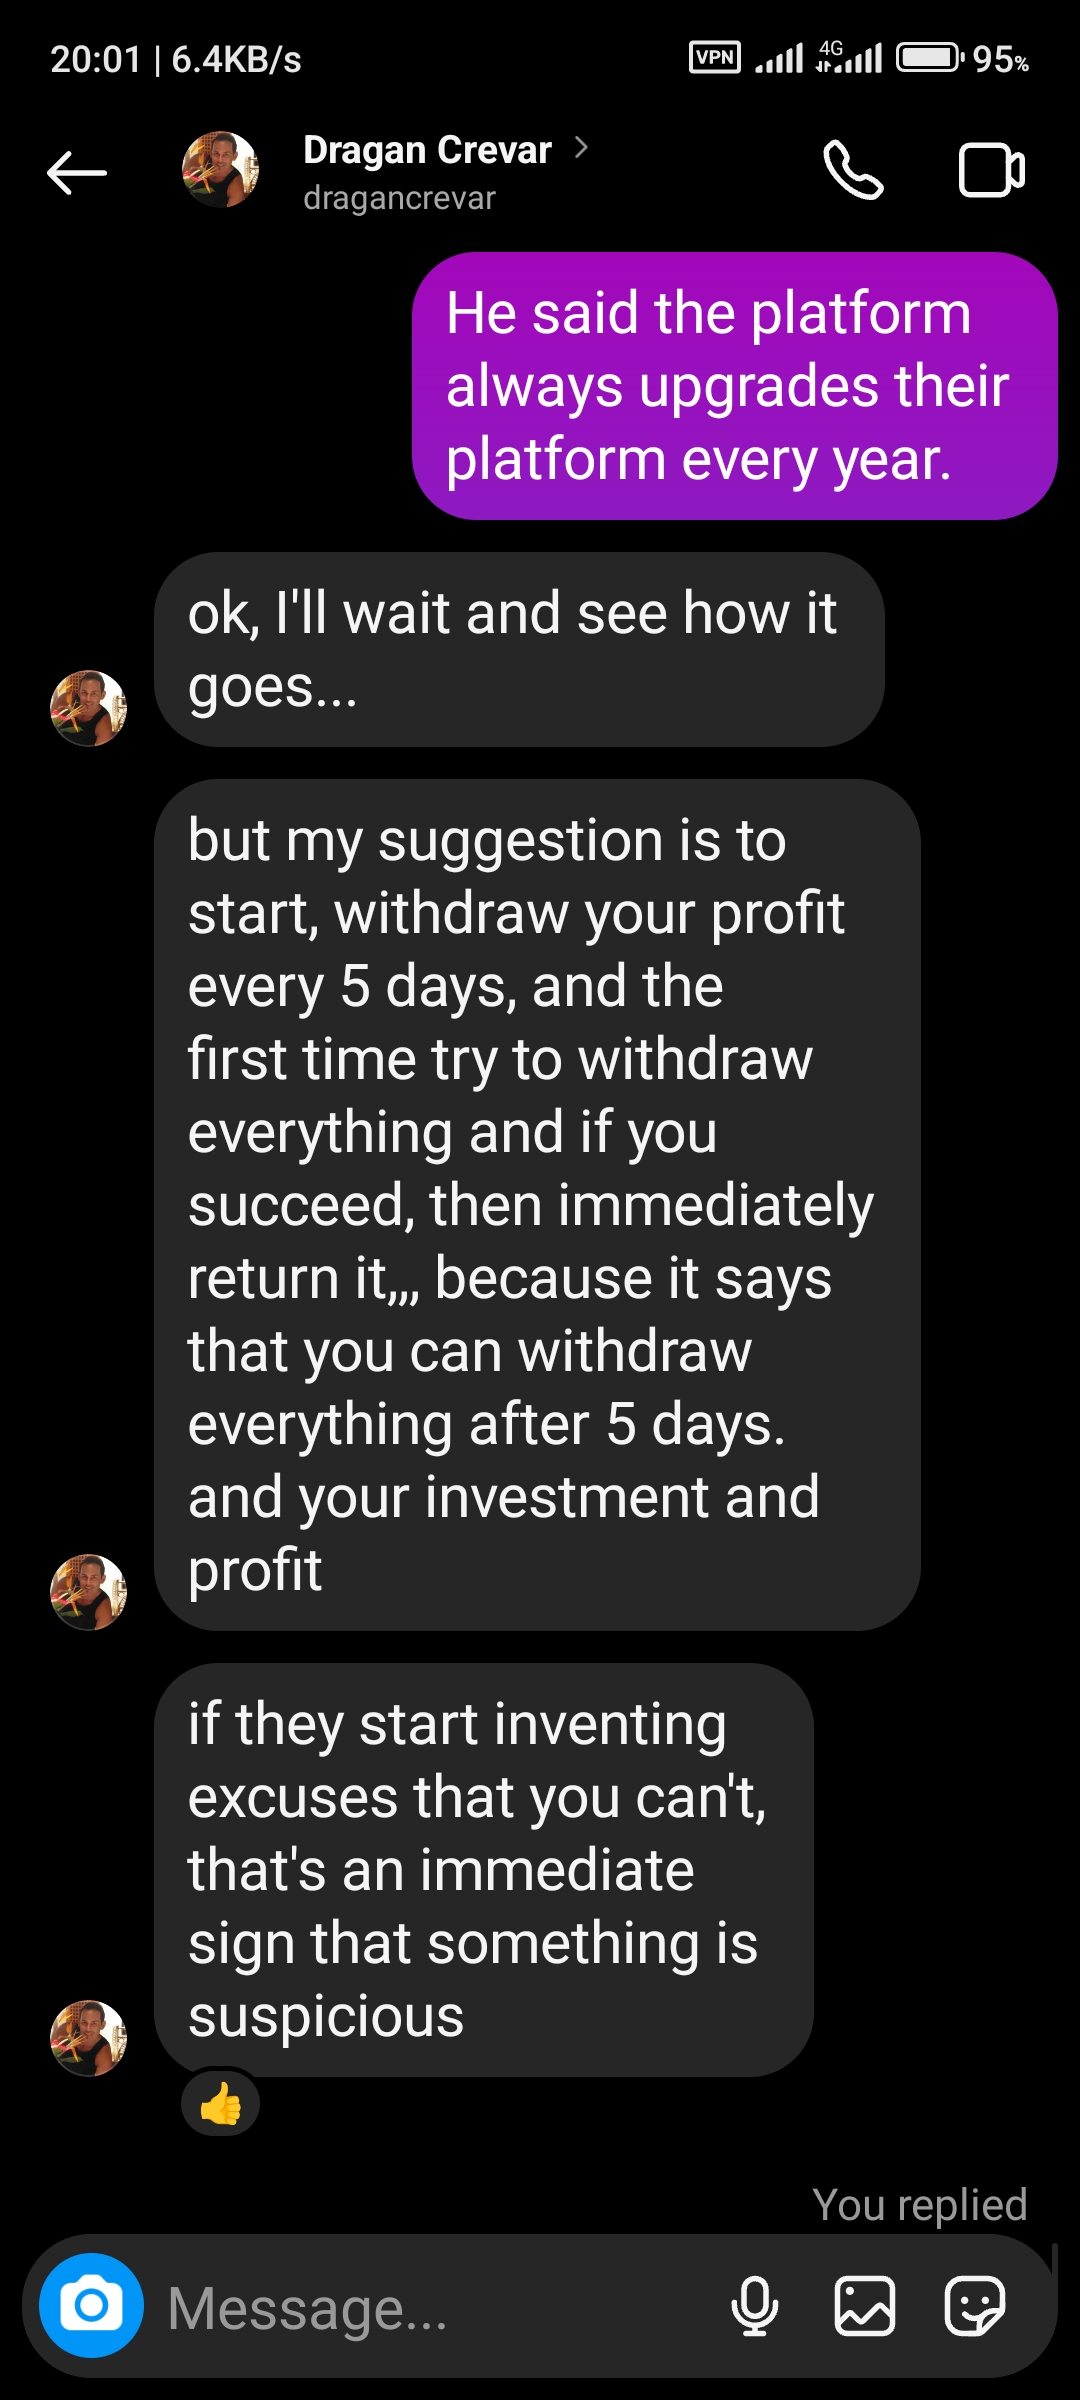 20:01 | 6.4KB/s VPN 4G 95%
Dragan Crevar
dragancrevar
He said the platform
always upgrades their
platform every year.
ok, I'll wait and see how it
goes...
but my suggestion is to
start, withdraw your profit
every 5 days, and the
first time try to withdraw
everything and if you
succeed, then immediately
return it,,, because it says
that you can withdraw
everything after 5 days.
and your investment and
profit
if they start inventing
excuses that you can't,
that's an immediate
sign that something is
suspicious
You replied
Message...